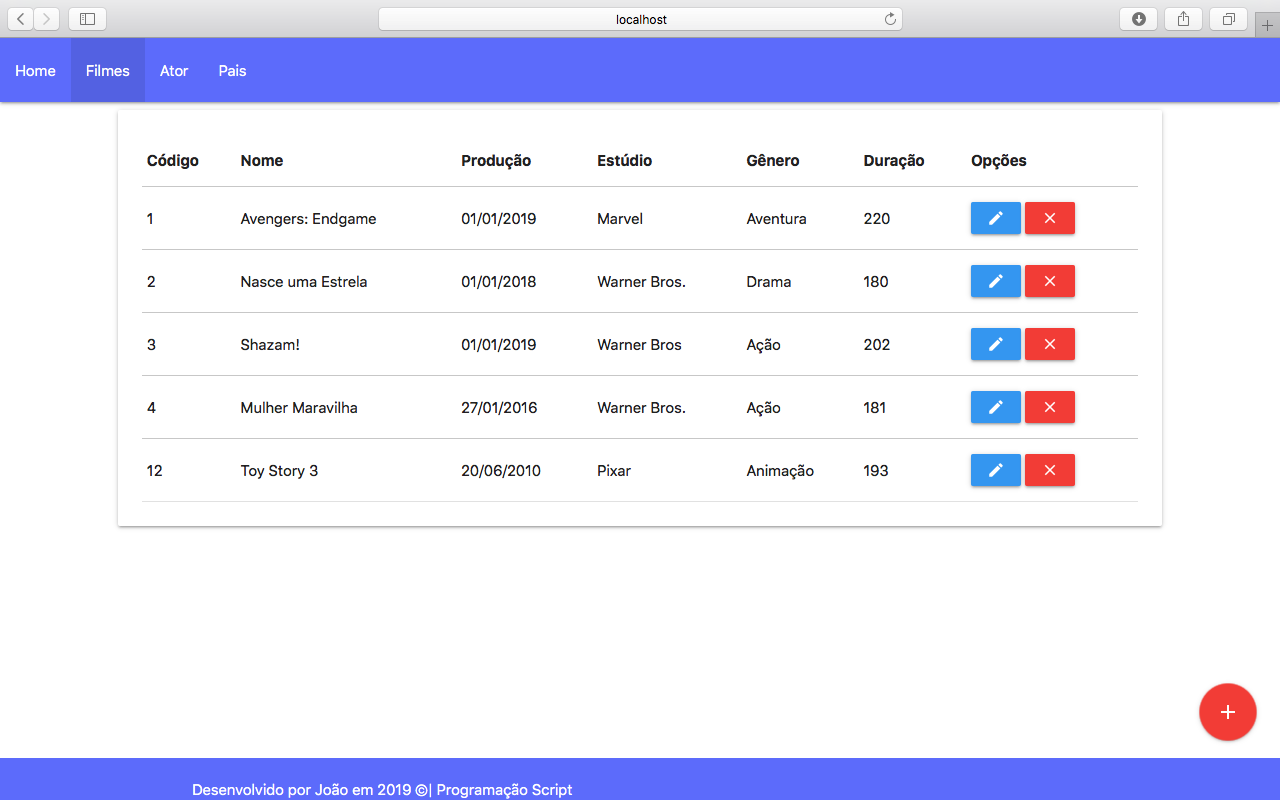 localhost
Home Filmes Ator Pais
Código Nome Produção Estúdio Gênero Duração Opções
1 Avengers: Endgame 01/01/2019 Marvel Aventura 220
2 Nasce uma Estrela 01/01/2018 Warner Bros. Drama 180
3 Shazam! 01/01/2019 Warner Bros Ação 202
4 Mulher Maravilha 27/01/2016 Warner Bros. Ação 181
12 Toy Story 3 20/06/2010 Pixar Animação 193
Desenvolvido por João em 2019 ©| Programação Script